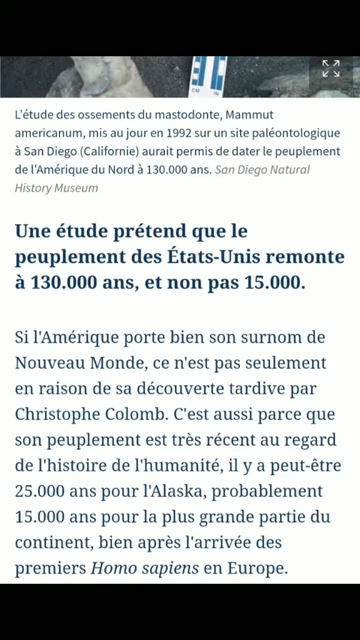 CM IN
L'étude des ossements du mastodonte, Mammut
americanum, mis au jour en 1992 sur un site paléontologique
à San Diego (Californie) aurait permis de dater le peuplement
de l'Amérique du Nord à 130.000 ans. San Diego Natural
History Museum
Une étude prétend que le
peuplement des États-Unis remonte
à 130.000 ans, et non pas 15.000.
Si l'Amérique porte bien son surnom de
Nouveau Monde, ce n'est pas seulement
en raison de sa découverte tardive par
Christophe Colomb. C'est aussi parce que
son peuplement est très récent au regard
de l'histoire de l'humanité, il y a peut-être
25.000 ans pour l'Alaska, probablement
15.000 ans pour la plus grande partie du
continent, bien après l'arrivée des
premiers Homo sapiens en Europe.